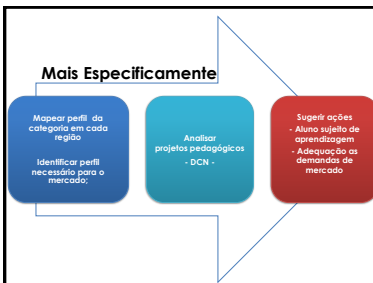 Mais Especificamente
Mapear perfil da
categoria em cada
região
Identificar perfil
necessário para o
mercado;
Analisar
projetos pedagógicos
- DCN -
Sugerir ações
- Aluno sujeito de
aprendizagem
- Adequação as
demandas de
mercado